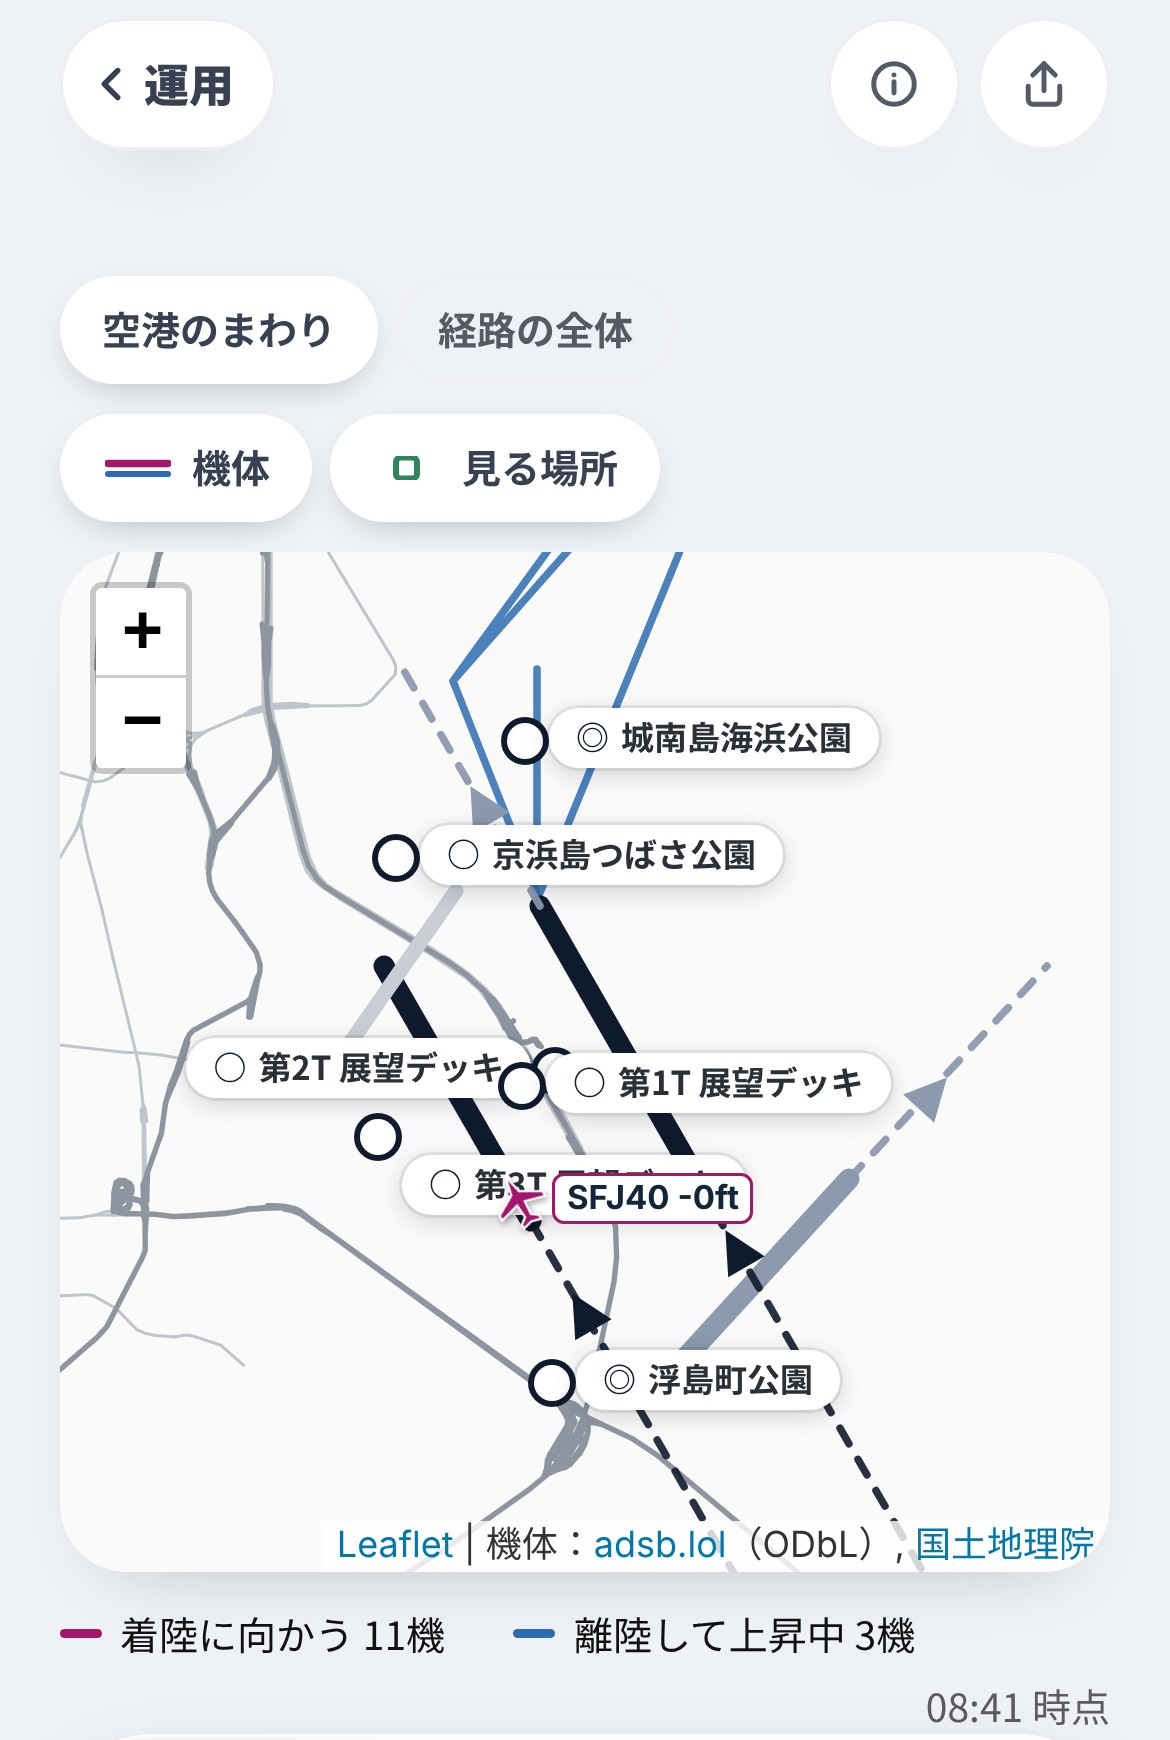 運用
空港のまわり
経路の全体
機体
見る場所
+
−
◎ 城南島海浜公園
○ 京浜島つばさ公園
○ 第2T 展望デッキ
○ 第1T 展望デッキ
○ 第3T
SFJ40 -0ft
◎ 浮島町公園
Leaflet | 機体：adsb.lol（ODbL）, 国土地理院
着陸に向かう 11機
離陸して上昇中 3機
08:41 時点